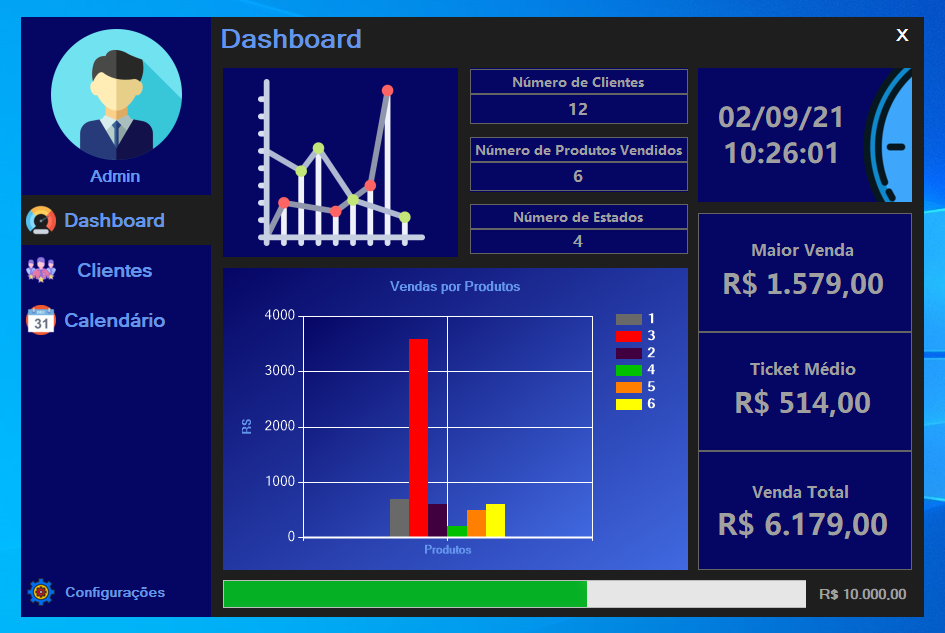 Dashboard
X
Admin
Dashboard
Clientes
31
Calendário
Configurações
Número de Clientes
12
Número de Produtos Vendidos
6
Número de Estados
4
02/09/21
10:26:01
Maior Venda
R$ 1.579,00
Ticket Médio
R$ 514,00
Venda Total
R$ 6.179,00
Vendas por Produtos
4000
3000
2000
1000
0
R$
Produtos
1
3
2
4
5
6
R$ 10.000,00